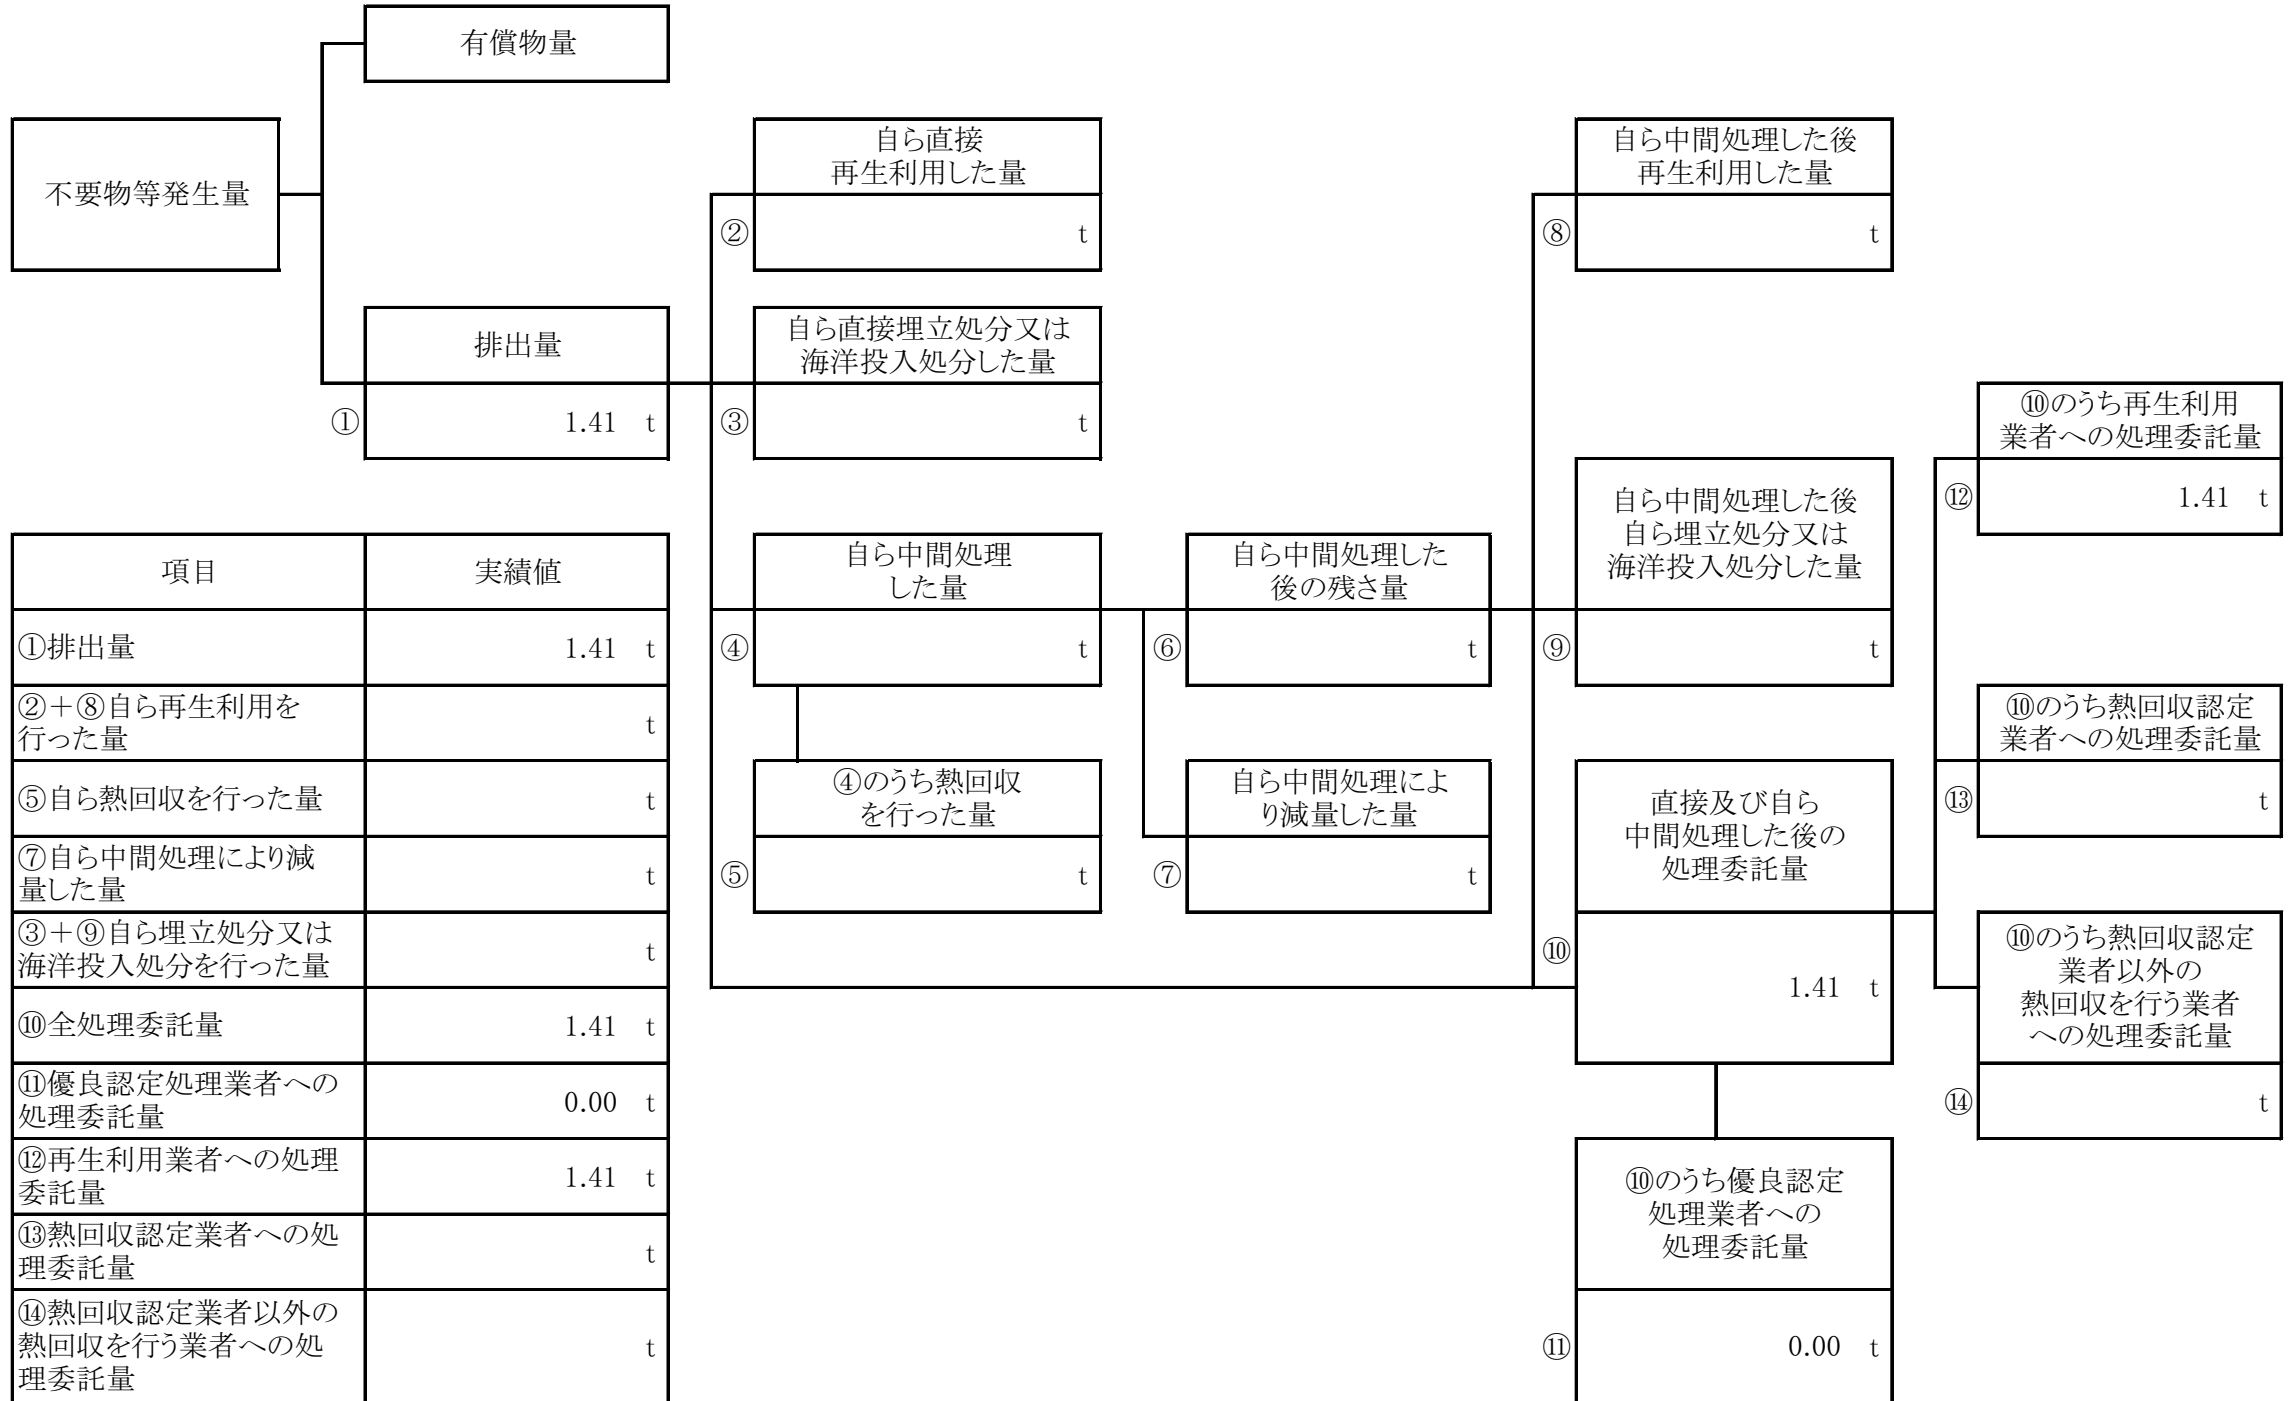 有償物量
不要物等発生量
自ら直接
再生利用した量
② t
自ら中間処理した後
再生利用した量
⑧ t
排出量
① 1.41 t
自ら直接埋立処分又は
海洋投入処分した量
③ t
⑩のうち再生利用
業者への処理委託量
⑫ 1.41 t
自ら中間処理
した量
④ t
自ら中間処理した
後の残さ量
⑥ t
自ら中間処理した後
自ら埋立処分又は
海洋投入処分した量
⑨ t
⑩のうち熱回収認定
業者への処理委託量
⑬ t
④のうち熱回収
を行った量
⑤ t
自ら中間処理によ
り減量した量
⑦ t
直接及び自ら
中間処理した後の
処理委託量
⑩ 1.41 t
⑩のうち熱回収認定
業者以外の
熱回収を行う業者
への処理委託量
⑭ t
⑩のうち優良認定
処理業者への
処理委託量
⑪ 0.00 t
項目 実績値
①排出量 1.41 t
②+⑧自ら再生利用を
行った量 t
⑤自ら熱回収を行った量 t
⑦自ら中間処理により減
量した量 t
③+⑨自ら埋立処分又は
海洋投入処分を行った量 t
⑩全処理委託量 1.41 t
⑪優良認定処理業者への
処理委託量 0.00 t
⑫再生利用業者への処理
委託量 1.41 t
⑬熱回収認定業者への処
理委託量 t
⑭熱回収認定業者以外の
熱回収を行う業者への処
理委託量 t